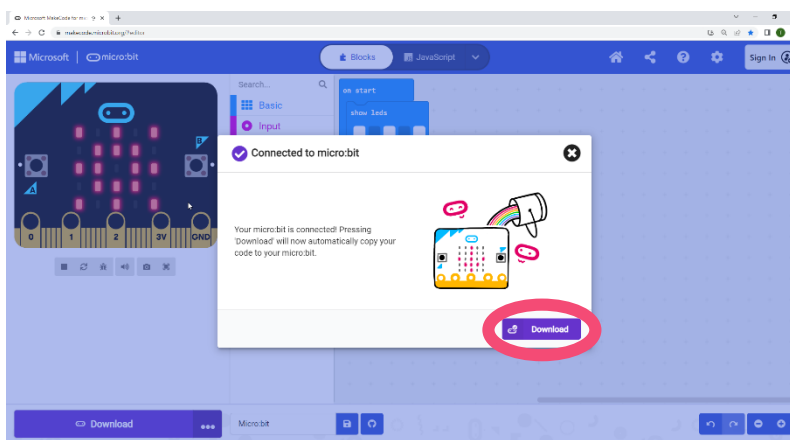 Microsoft MakeCode for mic
makecode.microbit.org/?editor
Microsoft
micro:bit
Blocks
JavaScript
Sign In
Search...
Basic
Input
on start
show leds
A
B
0
1
2
3V
GND
Connected to micro:bit
Your micro:bit is connected! Pressing
'Download' will now automatically copy your
code to your micro:bit.
Download
Download
Micro:bit